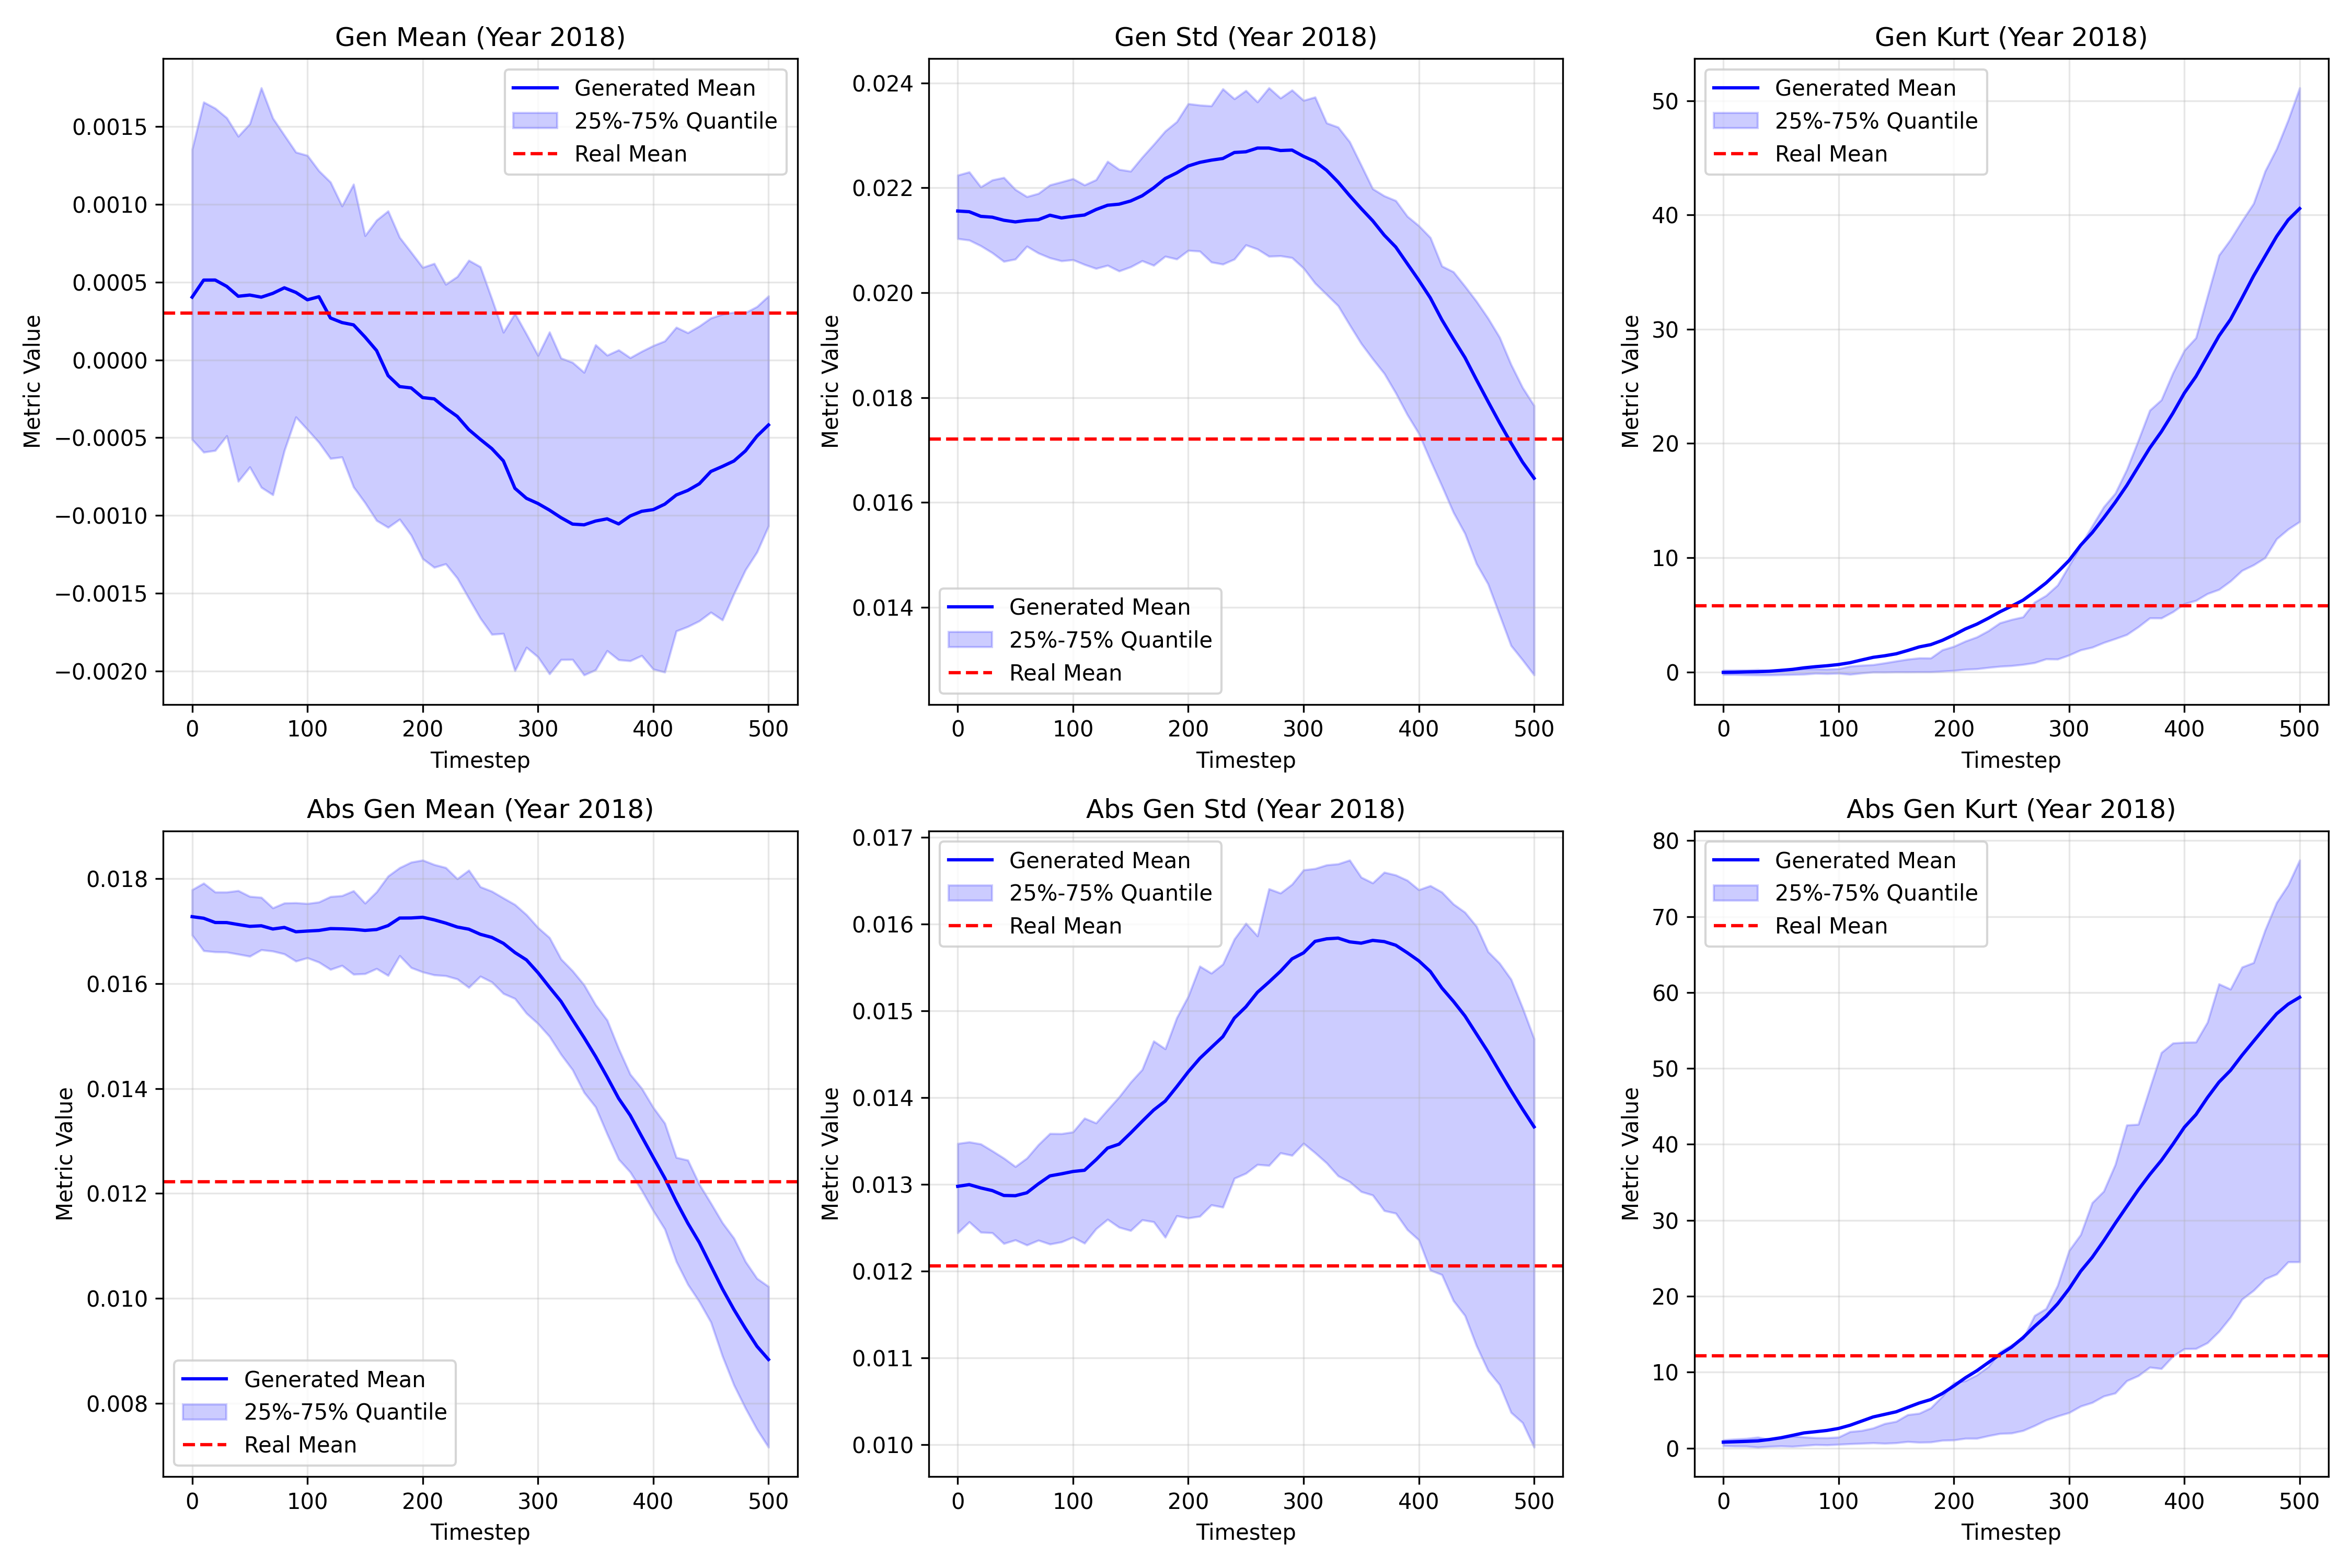 Gen Mean (Year 2018)
Metric Value
0.0015
0.0010
0.0005
0.0000
−0.0005
−0.0010
−0.0015
−0.0020
Generated Mean
25%-75% Quantile
Real Mean
0 100 200 300 400 500
Timestep
Gen Std (Year 2018)
Metric Value
0.024
0.022
0.020
0.018
0.016
0.014
Generated Mean
25%-75% Quantile
Real Mean
0 100 200 300 400 500
Timestep
Gen Kurt (Year 2018)
Metric Value
50
40
30
20
10
0
Generated Mean
25%-75% Quantile
Real Mean
0 100 200 300 400 500
Timestep
Abs Gen Mean (Year 2018)
Metric Value
0.018
0.016
0.014
0.012
0.010
0.008
Generated Mean
25%-75% Quantile
Real Mean
0 100 200 300 400 500
Timestep
Abs Gen Std (Year 2018)
Metric Value
0.017
0.016
0.015
0.014
0.013
0.012
0.011
0.010
Generated Mean
25%-75% Quantile
Real Mean
0 100 200 300 400 500
Timestep
Abs Gen Kurt (Year 2018)
Metric Value
80
70
60
50
40
30
20
10
0
Generated Mean
25%-75% Quantile
Real Mean
0 100 200 300 400 500
Timestep